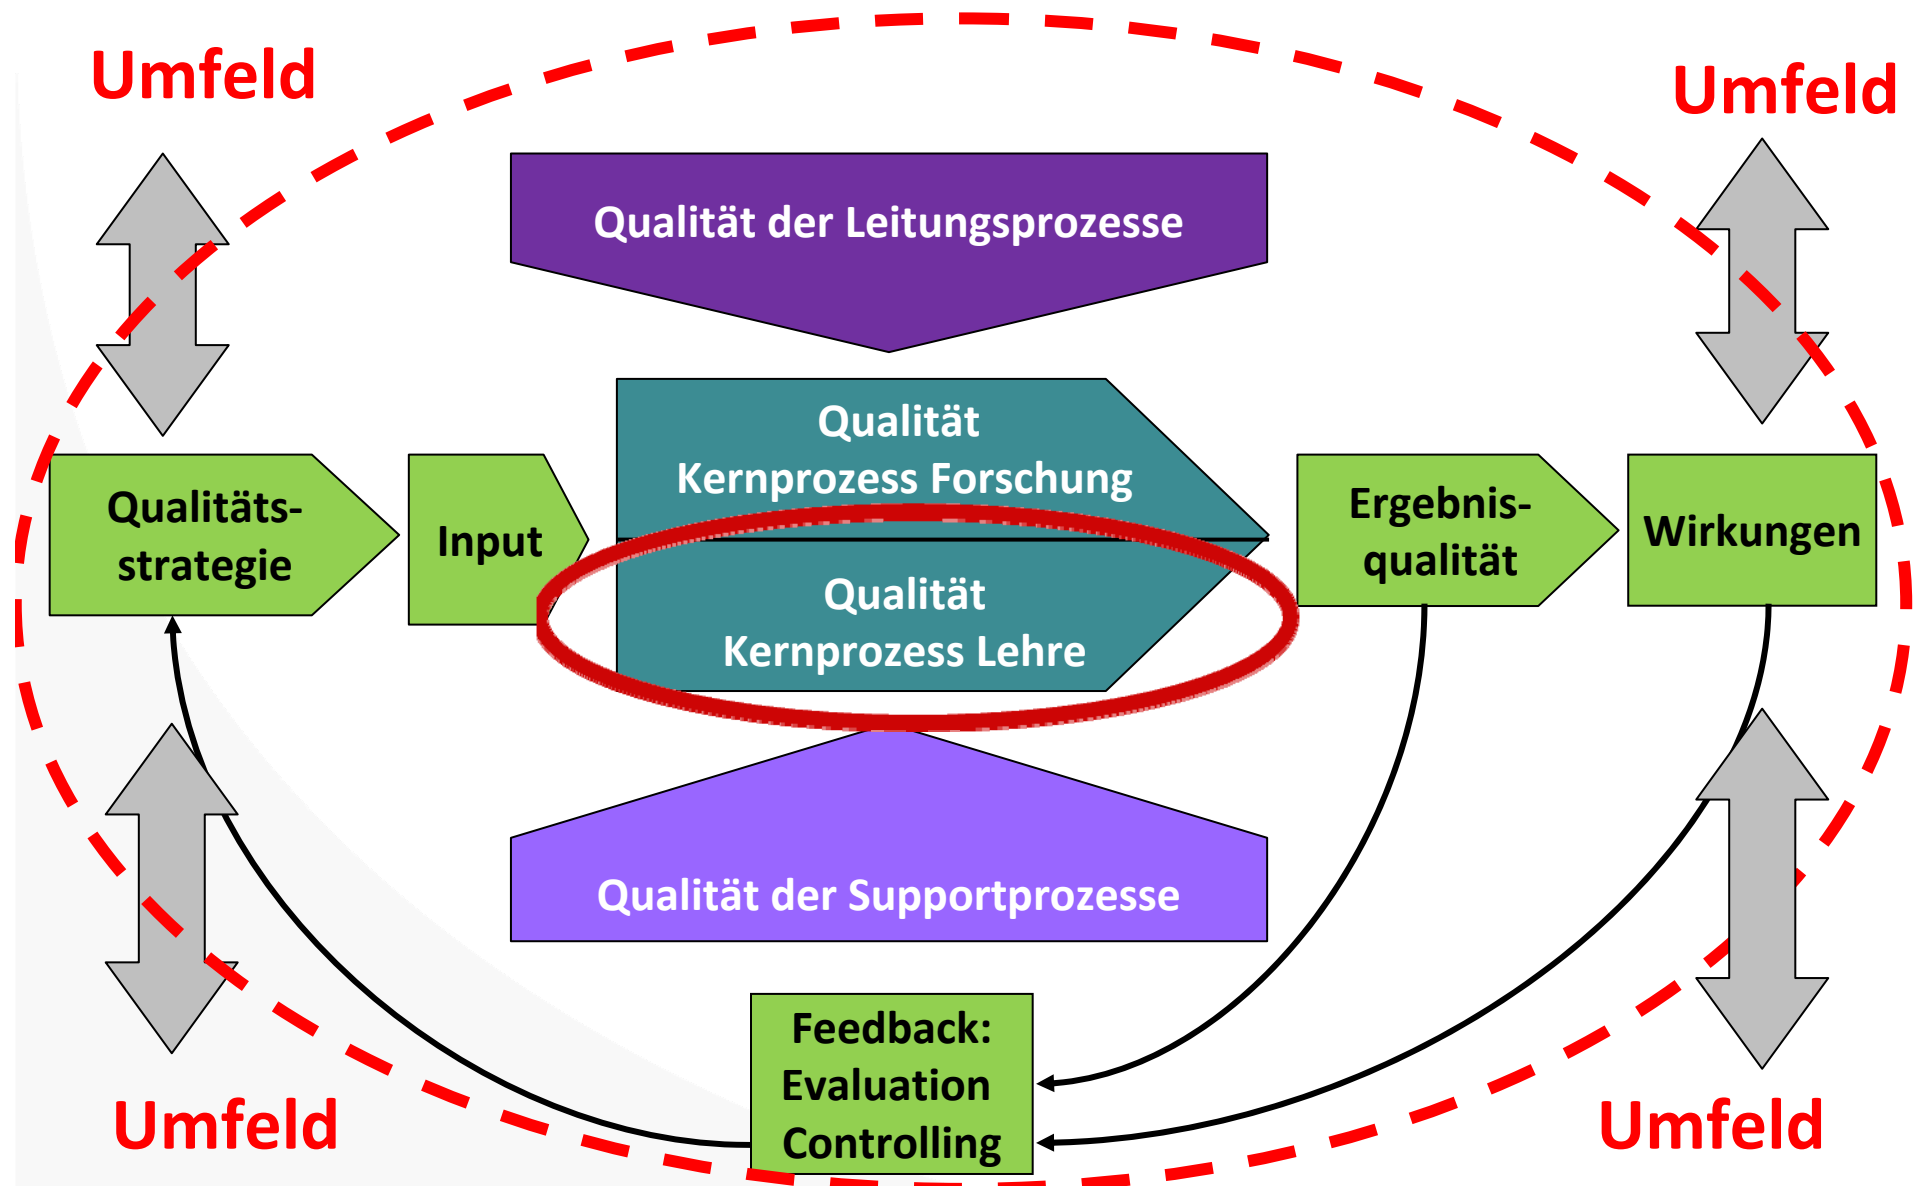 Umfeld
Umfeld
Qualität der Leitungsprozesse
Qualität
Kernprozess Forschung
Qualitäts-
strategie
Input
Qualität
Kernprozess Lehre
Ergebnis-
qualität
Wirkungen
Qualität der Supportprozesse
Feedback:
Evaluation
Controlling
Umfeld
Umfeld